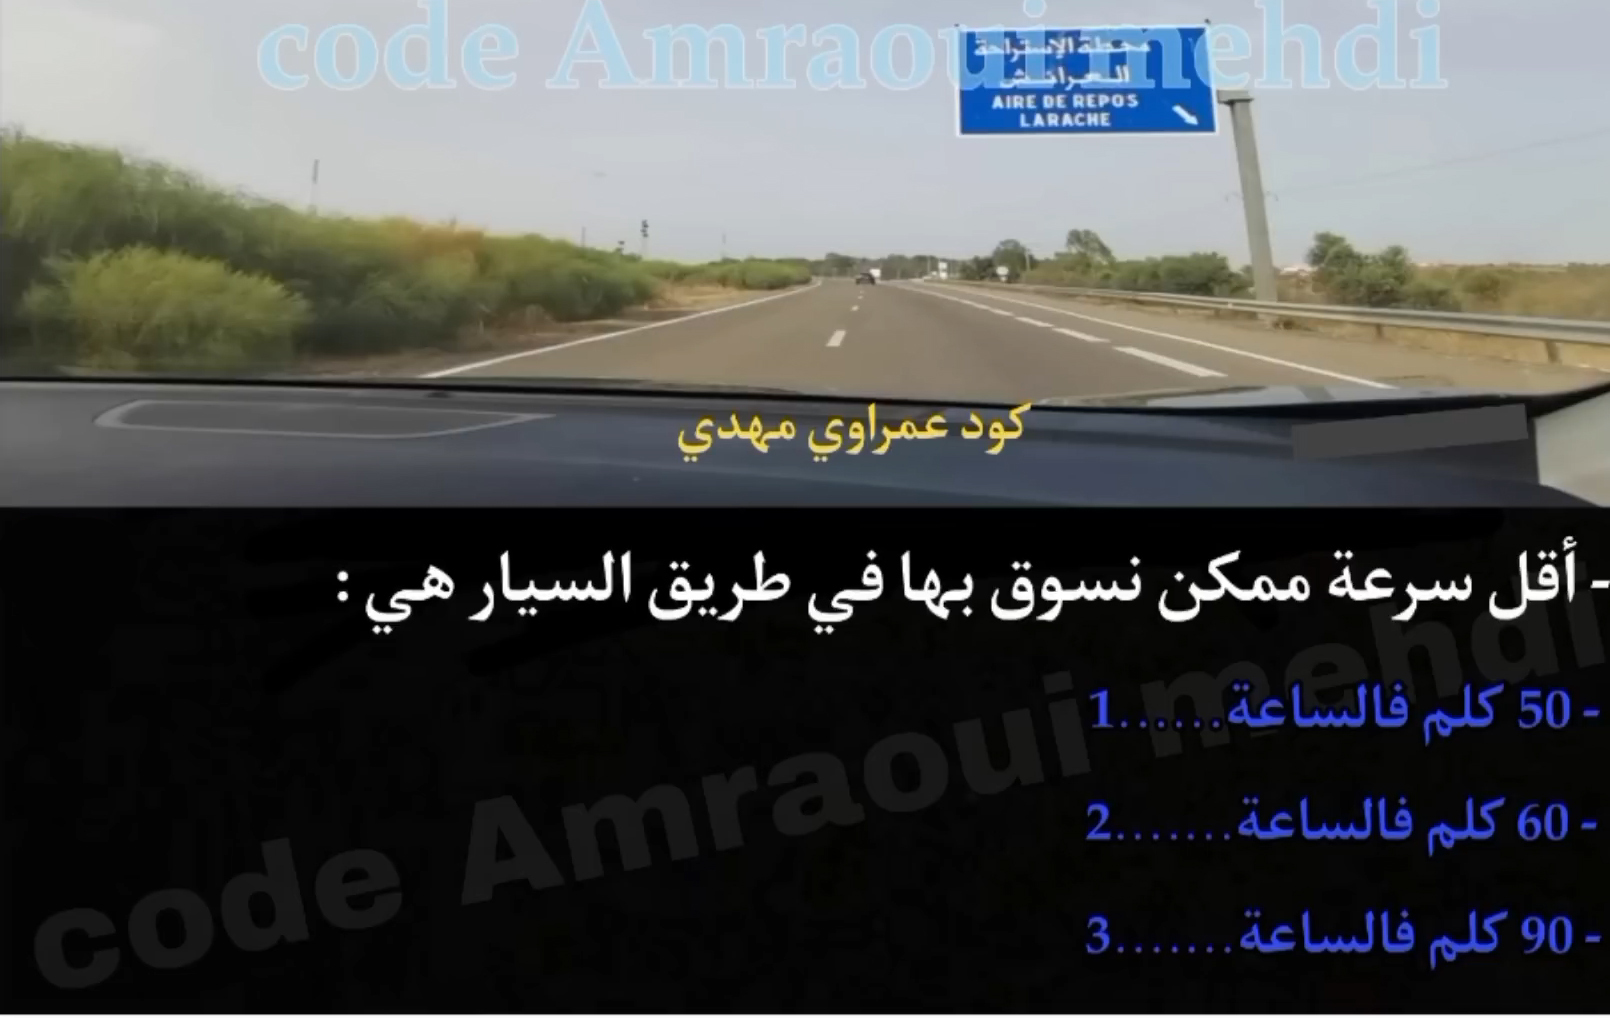 code Amraoui mehdi
محطة الإستراحة
العرائش
AIRE DE REPOS
LARACHE
كود عمراوي مهدي
- أقل سرعة ممكن نسوق بها في طريق السيار هي :
- 50 كلم فالساعة......1
- 60 كلم فالساعة.......2
- 90 كلم فالساعة.......3
code Amraoui mehdi